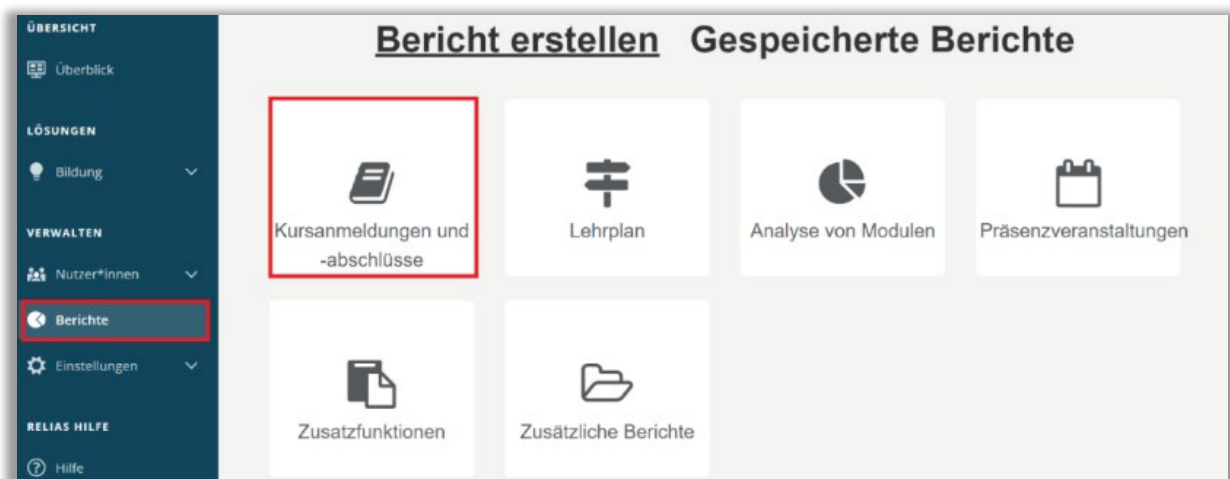 ÜBERSICHT
Überblick
LÖSUNGEN
Bildung
VERWALTEN
Nutzer*innen
Berichte
Einstellungen
RELIAS HILFE
Hilfe
Bericht erstellen Gespeicherte Berichte
Kursanmeldungen und
-abschlüsse
Lehrplan
Analyse von Modulen
Präsenzveranstaltungen
Zusatzfunktionen
Zusätzliche Berichte